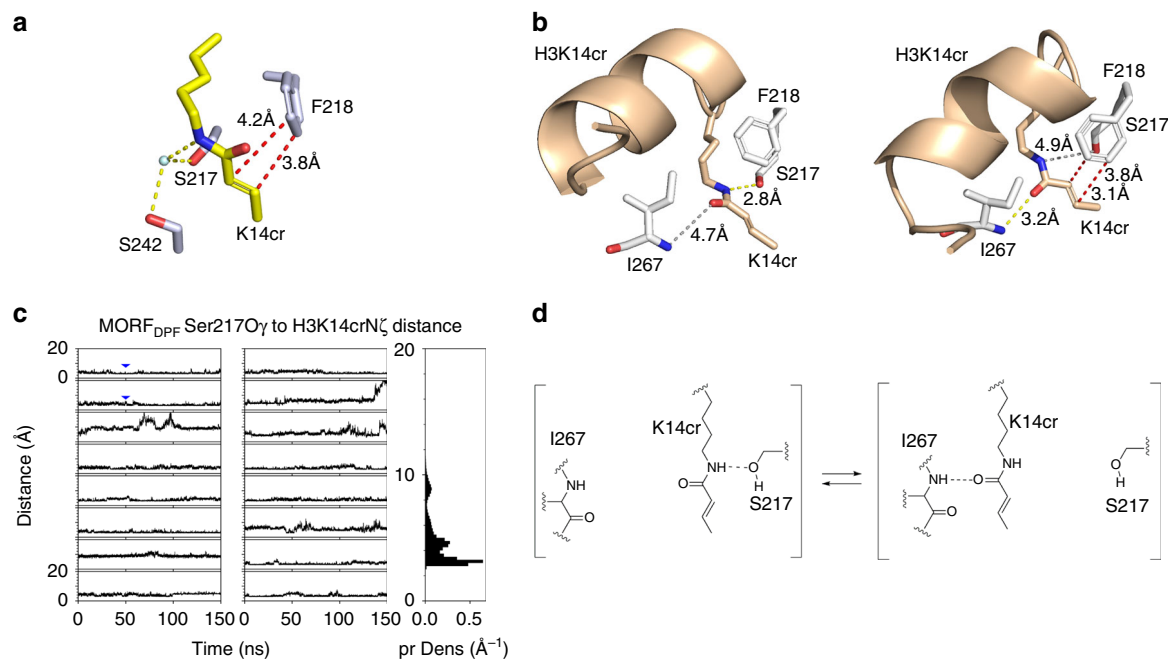 a
F218
4.2Å
3.8Å
S217
S242
K14cr
b
H3K14cr
F218
S217
2.8Å
4.7Å
I267
K14cr
H3K14cr
F218
S217
4.9Å
3.8Å
3.1Å
3.2Å
K14cr
I267
c
MORFDPF Ser217Oγ to H3K14crNζ distance
Distance (Å)
20
0
20
0
20
10
0
0 50 100 150
0 50 100 150
0 0.5
Time (ns)
pr Dens (Å–1)
d
K14cr
I267
NH
O
NH
O
O
H
S217
K14cr
I267
NH
O
NH
O
O
H
S217